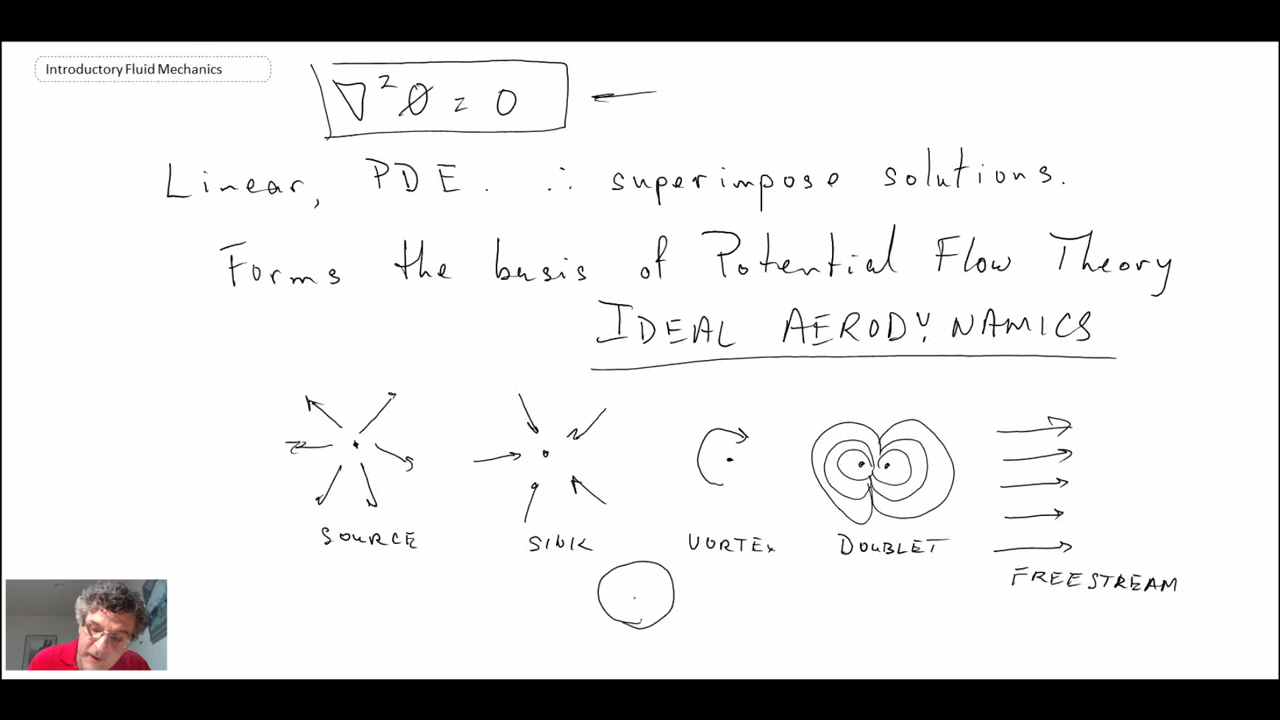 Introductory Fluid Mechanics
∇²φ = 0
Linear, PDE. ∴ superimpose solutions.
Forms the basis of Potential Flow Theory
IDEAL AERODYNAMICS
SOURCE SINK VORTEX DOUBLET FREESTREAM